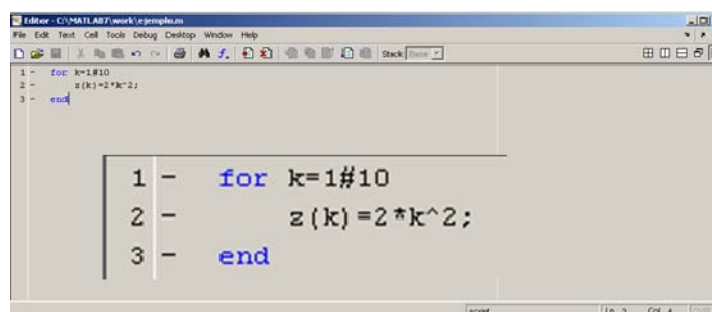 Editor - C:\MATLAB7\work\ejemplo.m
File Edit Text Cell Tools Debug Desktop Window Help
Stack: Base
1 - for k=1#10
2 - z(k)=2*k^2;
3 - end
1 - for k=1#10
2 - z(k)=2*k^2;
3 - end
script Ln 3 Col 4 OVR